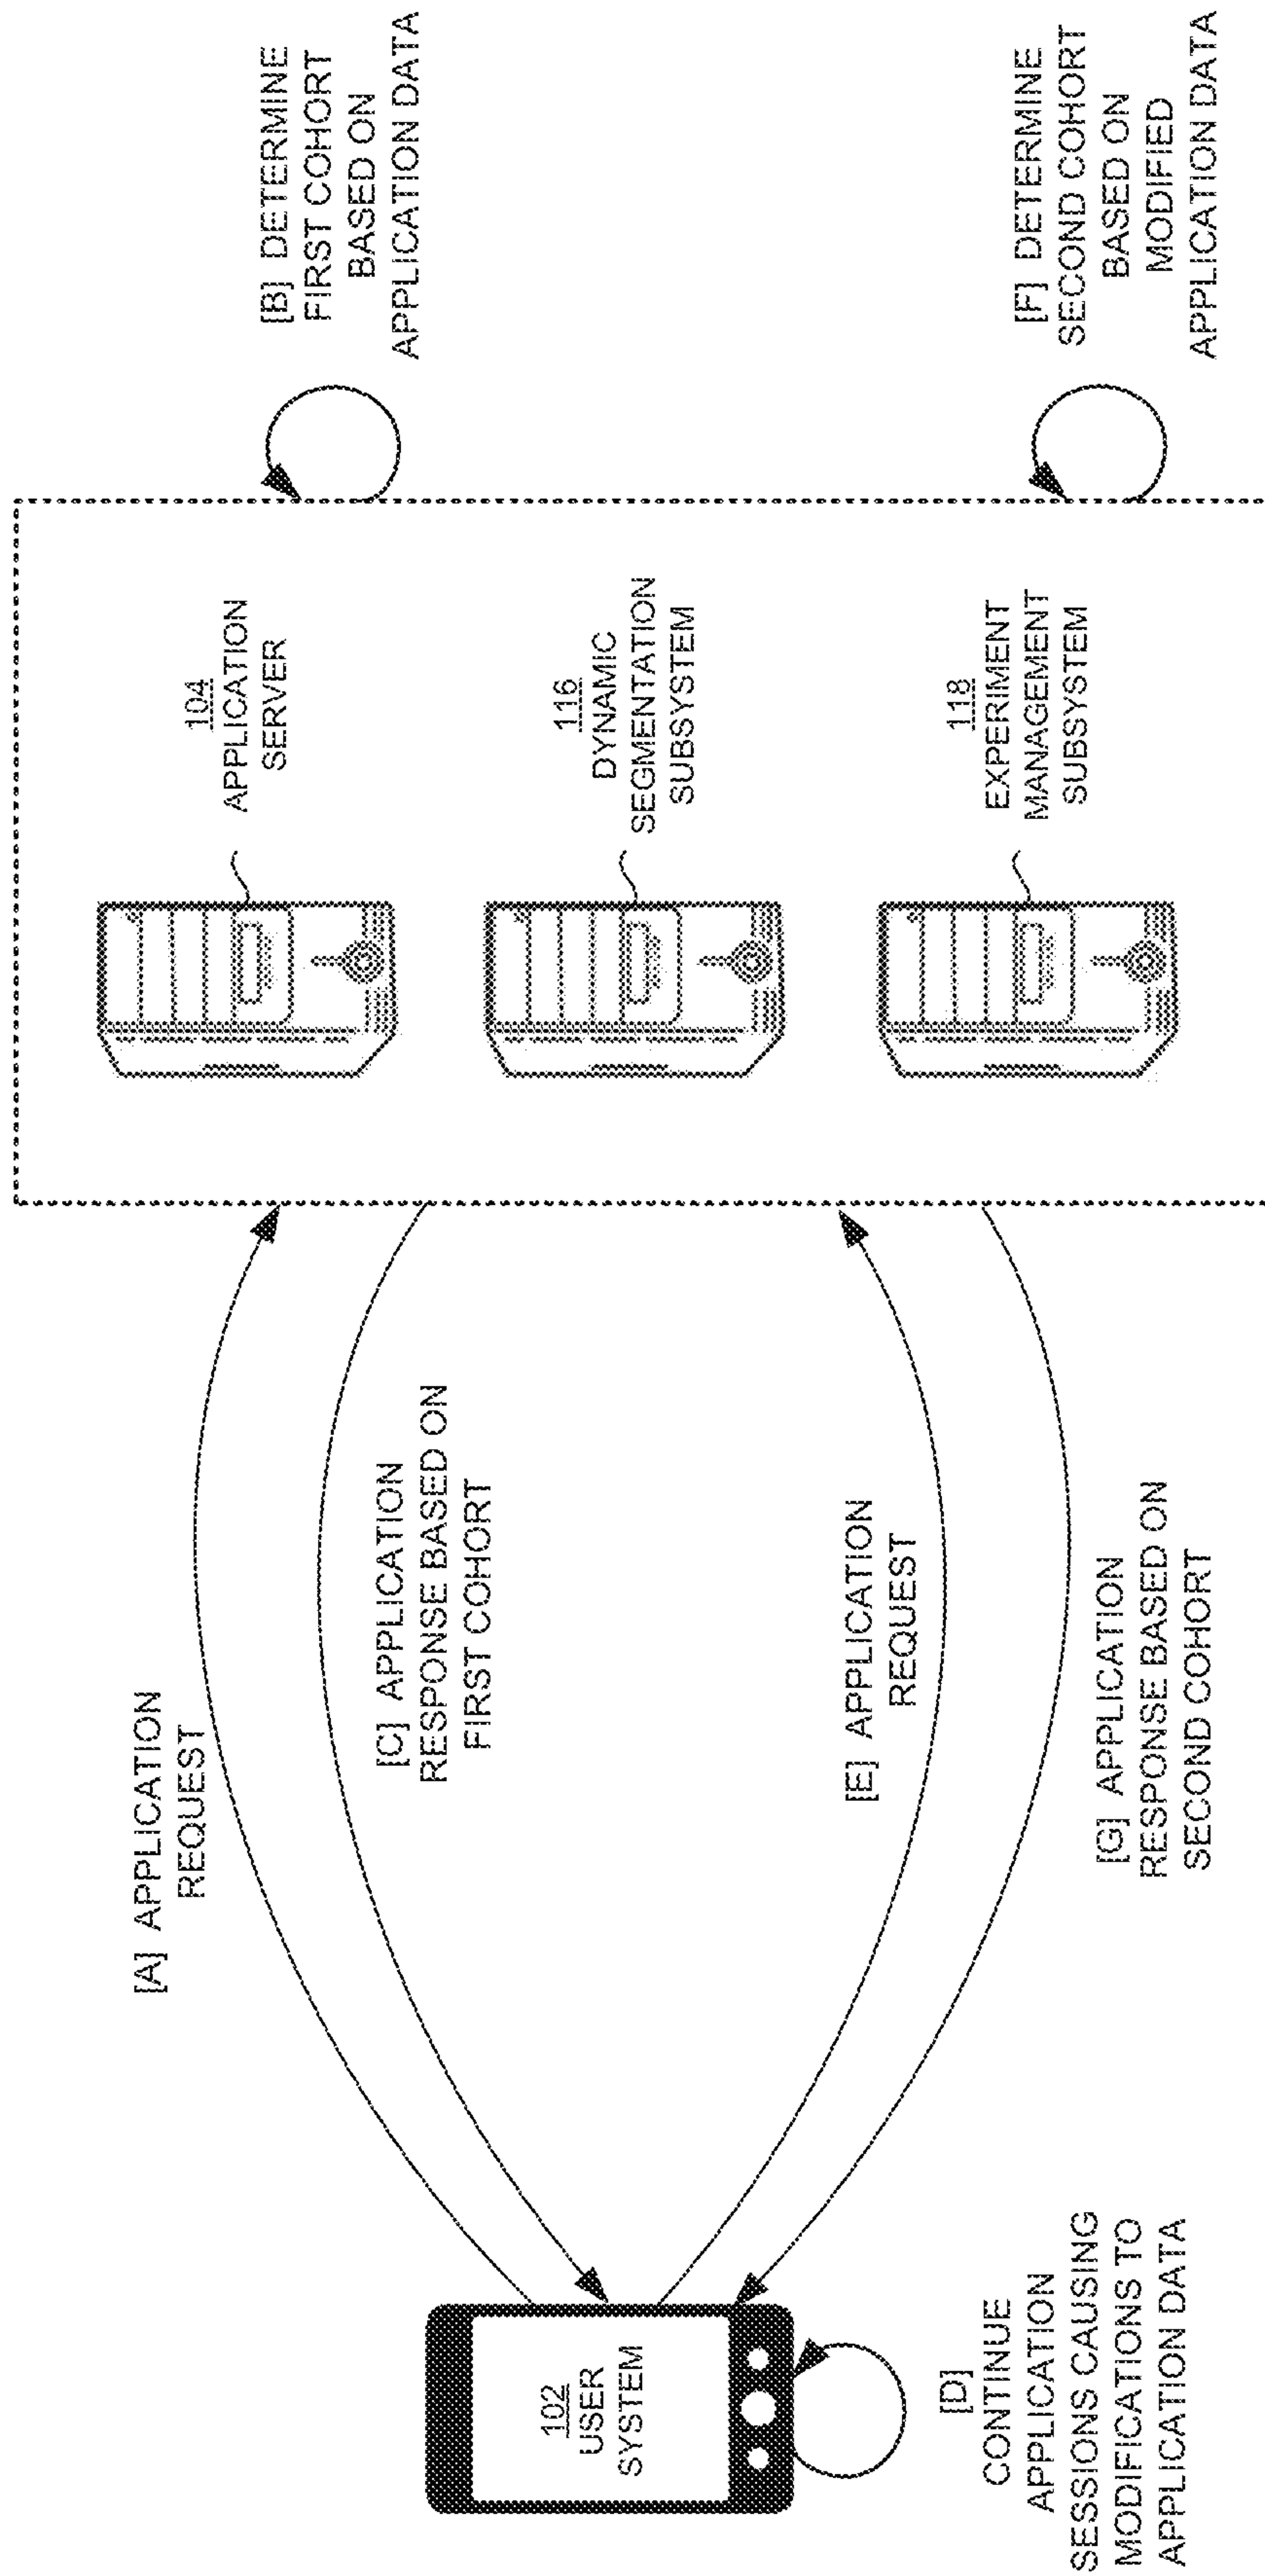 [A] APPLICATION
REQUEST
[B] DETERMINE
FIRST COHORT
BASED ON
APPLICATION DATA
[C] APPLICATION
RESPONSE BASED ON
FIRST COHORT
102
USER
SYSTEM
104
APPLICATION
SERVER
116
DYNAMIC
SEGMENTATION
SUBSYSTEM
118
EXPERIMENT
MANAGEMENT
SUBSYSTEM
[D]
CONTINUE
APPLICATION
SESSIONS CAUSING
MODIFICATIONS TO
APPLICATION DATA
[E] APPLICATION
REQUEST
[F] DETERMINE
SECOND COHORT
BASED ON
MODIFIED
APPLICATION DATA
[G] APPLICATION
RESPONSE BASED ON
SECOND COHORT